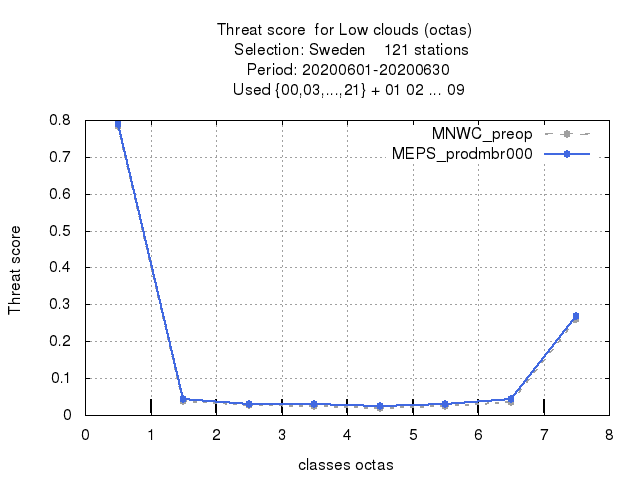 Threat score  for Low clouds (octas)
Selection: Sweden    121 stations
Period: 20200601-20200630
Used {00,03,...,21} + 01 02 ... 09
MNWC_preop
MEPS_prodmbr000
Threat score
0.8
0.7
0.6
0.5
0.4
0.3
0.2
0.1
0
0 1 2 3 4 5 6 7 8
classes octas